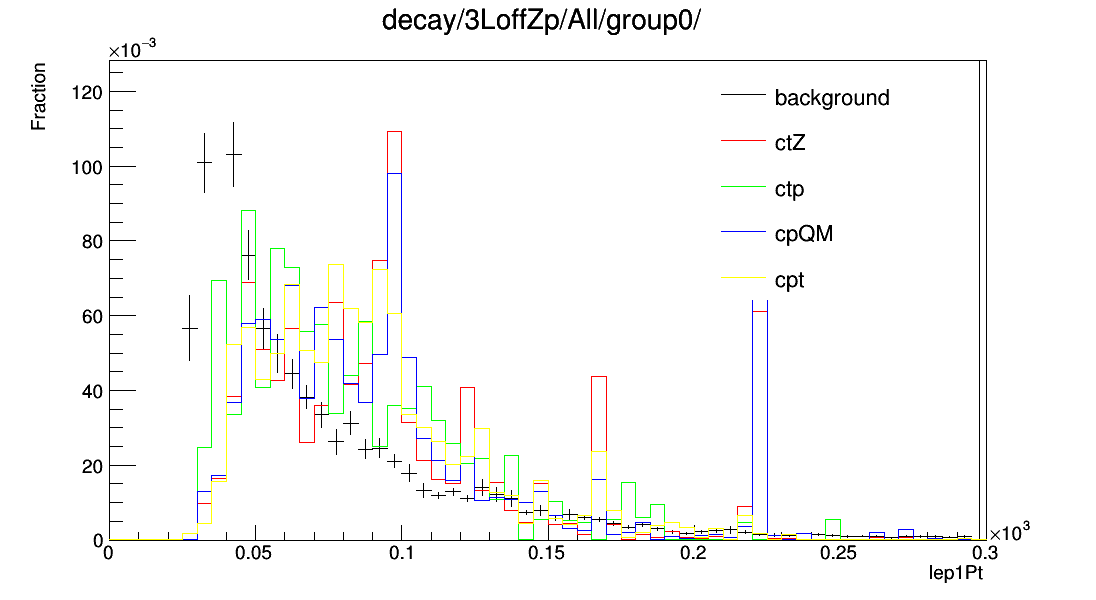 decay/3LoffZp/All/group0/
×10⁻³
Fraction
120
100
80
60
40
20
0
background
ctZ
ctp
cpQM
cpt
0 0.05 0.1 0.15 0.2 0.25 0.3
×10³
lep1Pt